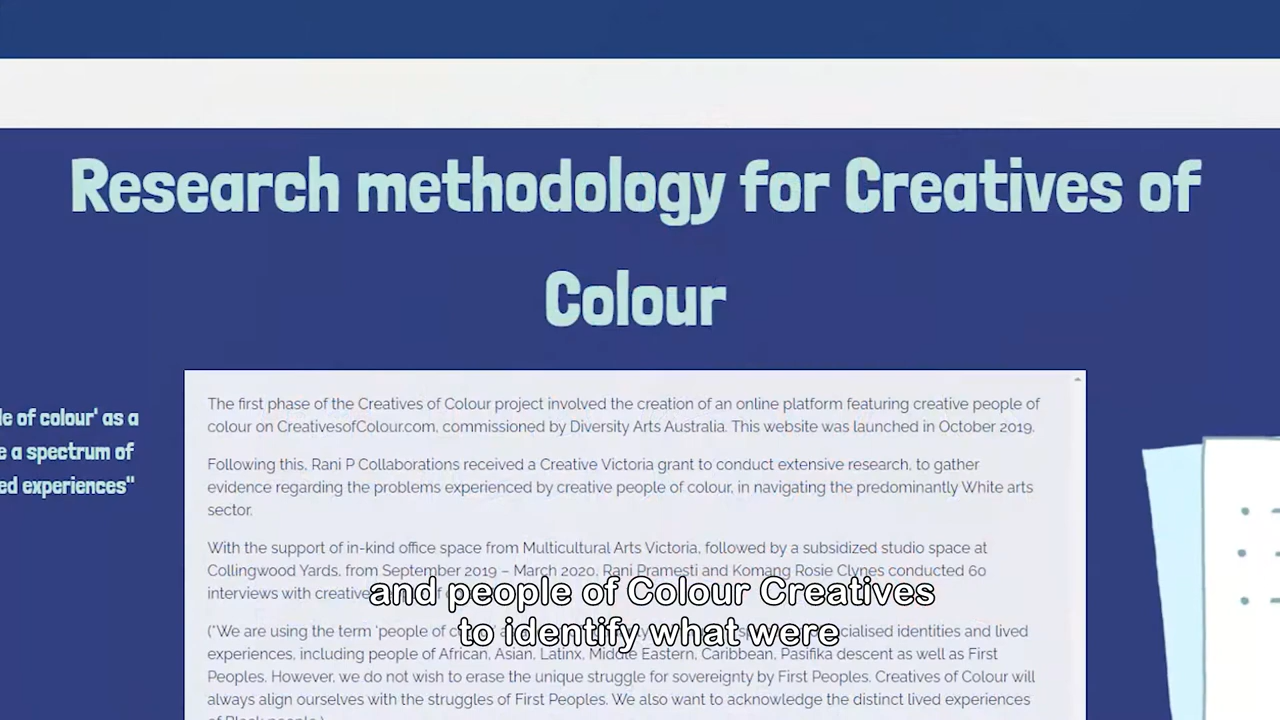 Research methodology for Creatives of
Colour
le of colour' as a
e a spectrum of
ed experiences"
The first phase of the Creatives of Colour project involved the creation of an online platform featuring creative people of
colour on CreativesofColour.com, commissioned by Diversity Arts Australia. This website was launched in October 2019.
Following this, Rani P Collaborations received a Creative Victoria grant to conduct extensive research, to gather
evidence regarding the problems experienced by creative people of colour, in navigating the predominantly White arts
sector.
With the support of in-kind office space from Multicultural Arts Victoria, followed by a subsidized studio space at
Collingwood Yards, from September 2019 – March 2020, Rani Pramesti and Komang Rosie Clynes conducted 60
interviews with creative
("We are using the term 'people of
experiences, including people of African, Asian, Latinx, Middle Eastern, Caribbean, Pasifika descent as well as First
Peoples. However, we do not wish to erase the unique struggle for sovereignty by First Peoples. Creatives of Colour will
always align ourselves with the struggles of First Peoples. We also want to acknowledge the distinct lived experiences
of Black people.)
and people of Colour Creatives
to identify what were